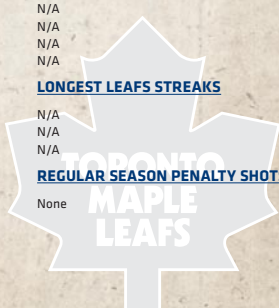 N/A
N/A
N/A
N/A
LONGEST LEAFS STREAKS
N/A
N/A
N/A
TORONTO
REGULAR SEASON PENALTY SHOT
None
MAPLE
LEAFS